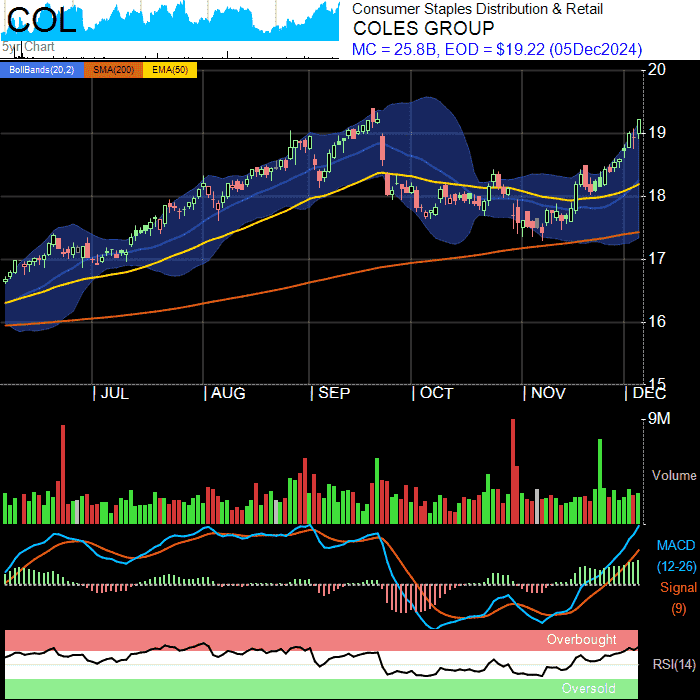 COL
5yr Chart
Consumer Staples Distribution & Retail
COLES GROUP
MC = 25.8B, EOD = $19.22 (05Dec2024)
BollBands(20,2) SMA(200) EMA(50)
20
19
18
17
16
15
JUL AUG SEP OCT NOV DEC
9M
Volume
MACD
(12-26)
Signal
(9)
Overbought
RSI(14)
Oversold